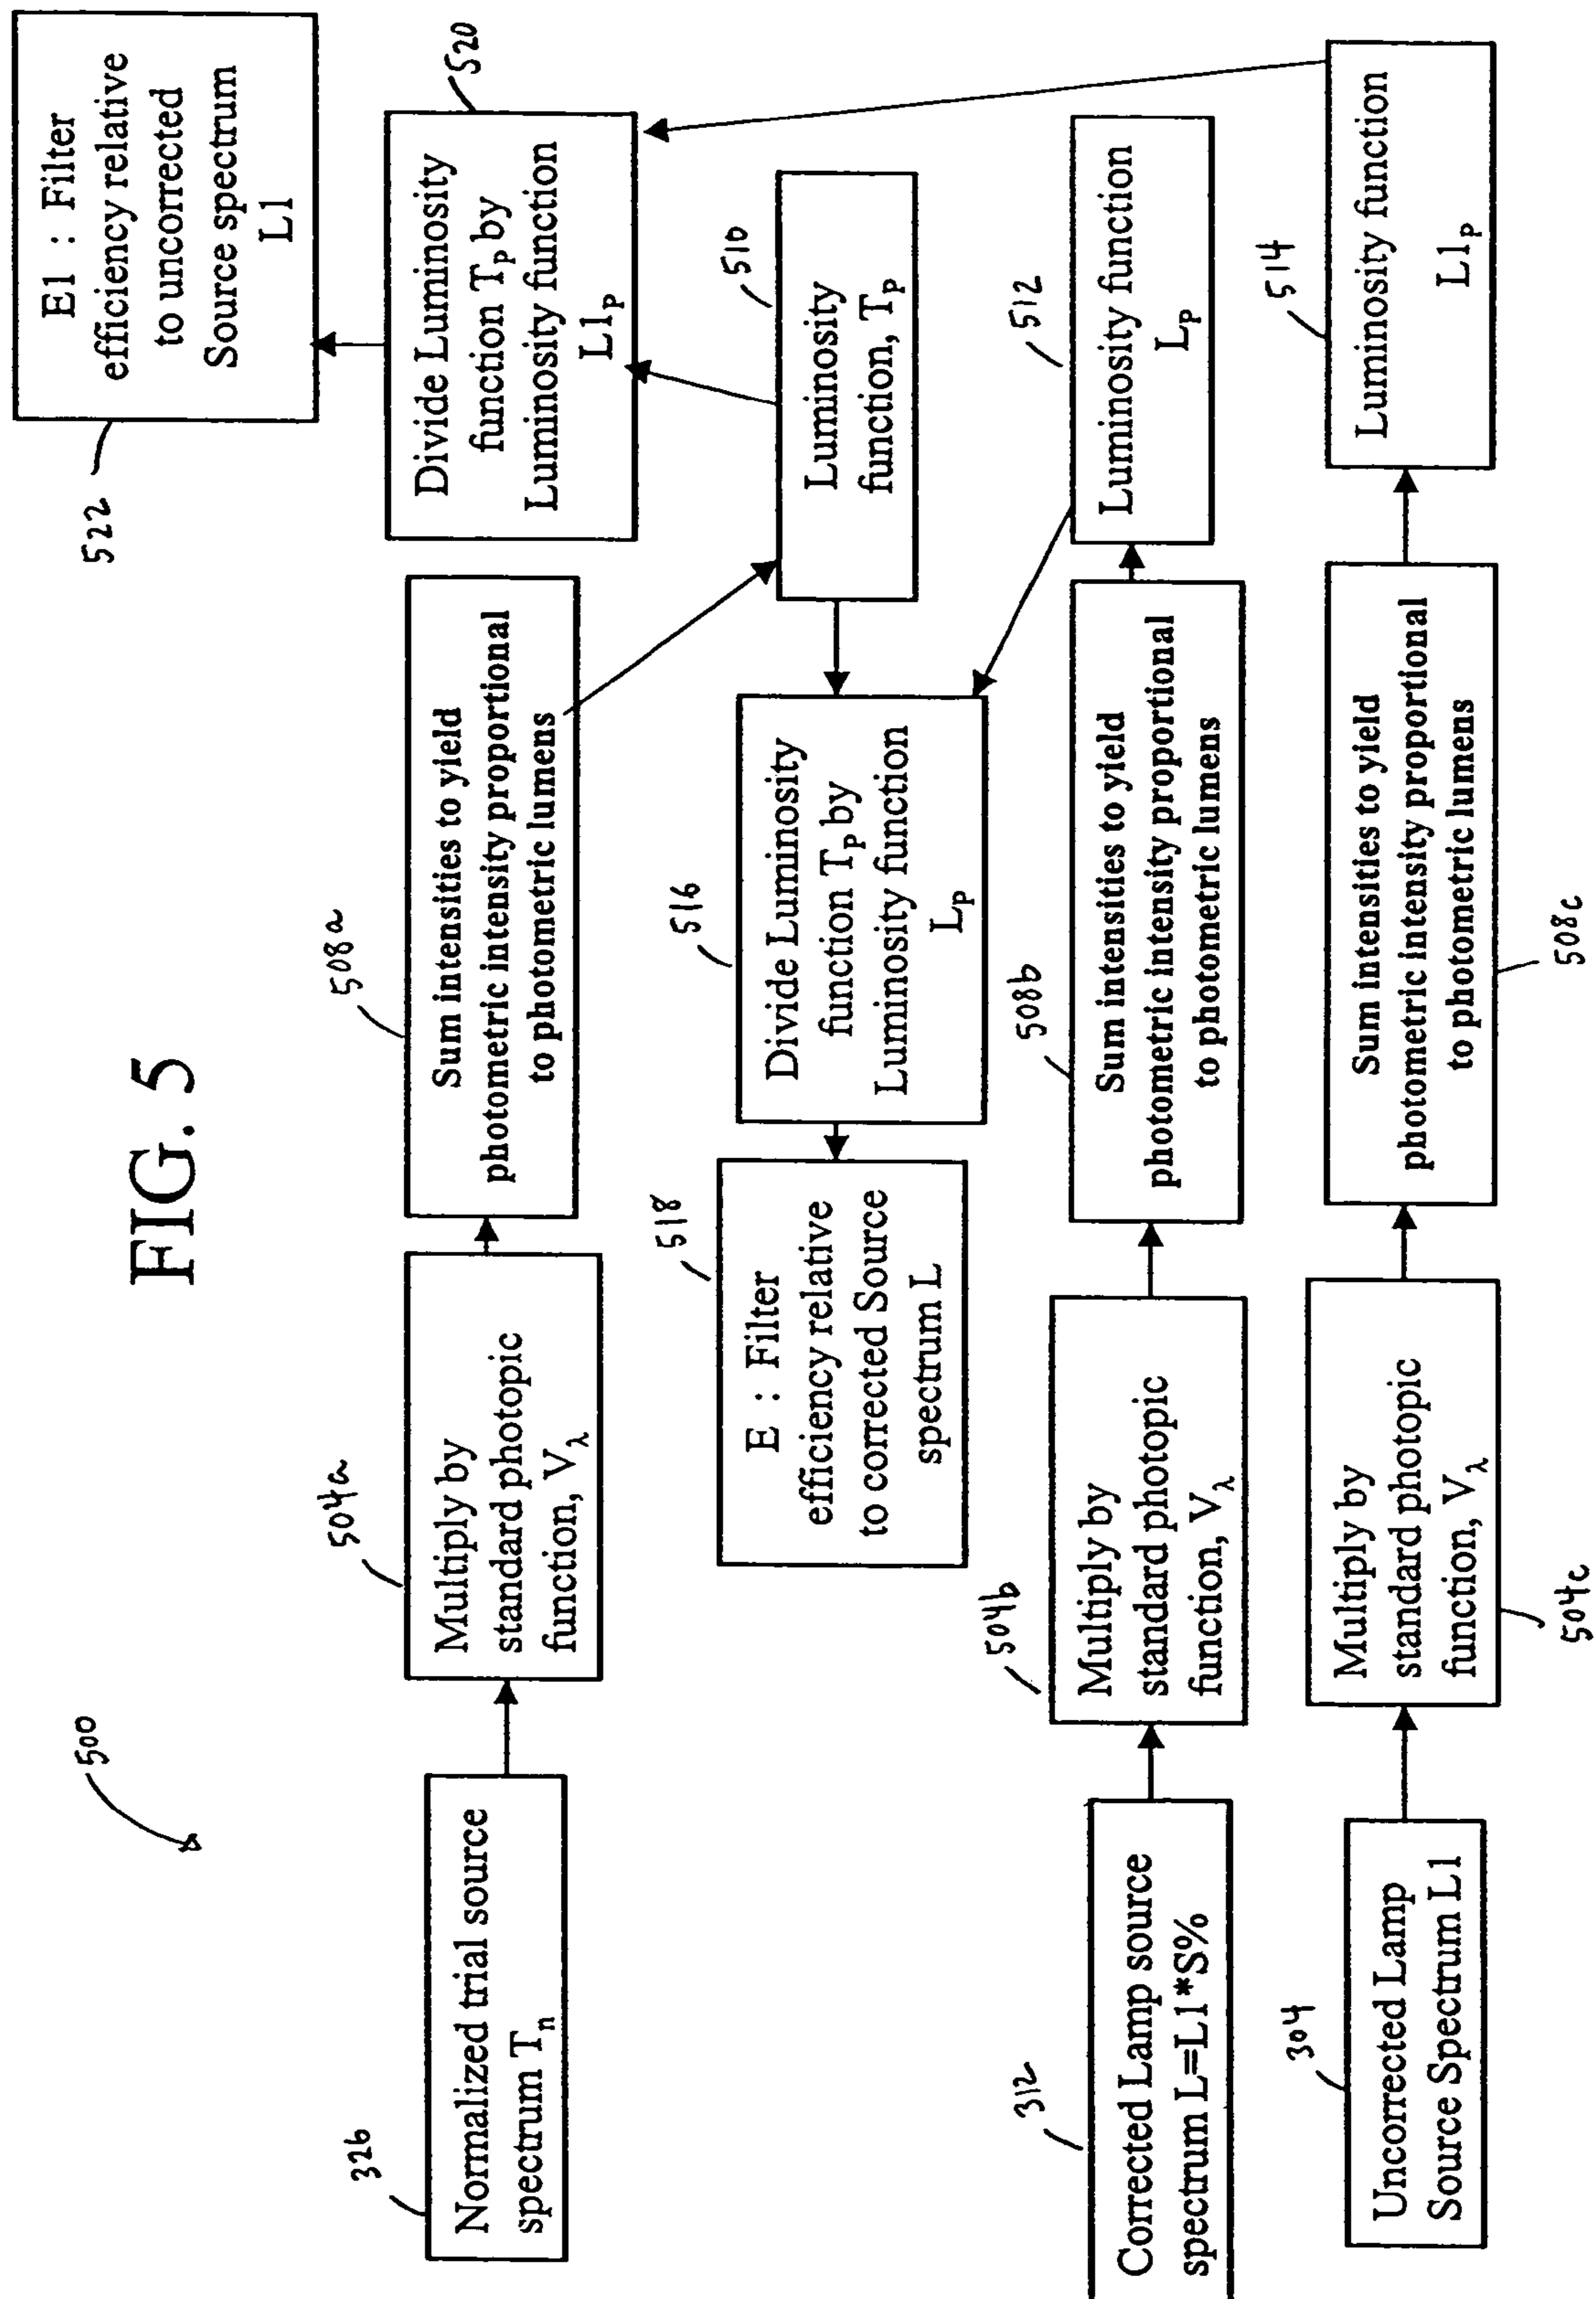 FIG. 5
500
326
Normalized trial source
spectrum Tn
504a
Multiply by
standard photopic
function, Vλ
508a
Sum intensities to yield
photometric intensity proportional
to photometric lumens
520
Divide Luminosity
function Tp by
Luminosity function
L1p
522
E1 : Filter
efficiency relative
to uncorrected
Source spectrum
L1
518
E : Filter
efficiency relative
to corrected Source
spectrum L
516
Divide Luminosity
function Tp by
Luminosity function
Lp
510
Luminosity
function, Tp
312
Corrected Lamp source
spectrum L=L1*S%
504b
Multiply by
standard photopic
function, Vλ
508b
Sum intensities to yield
photometric intensity proportional
to photometric lumens
512
Luminosity function
Lp
304
Uncorrected Lamp
Source Spectrum L1
504c
Multiply by
standard photopic
function, Vλ
508c
Sum intensities to yield
photometric intensity proportional
to photometric lumens
514
Luminosity function
L1p